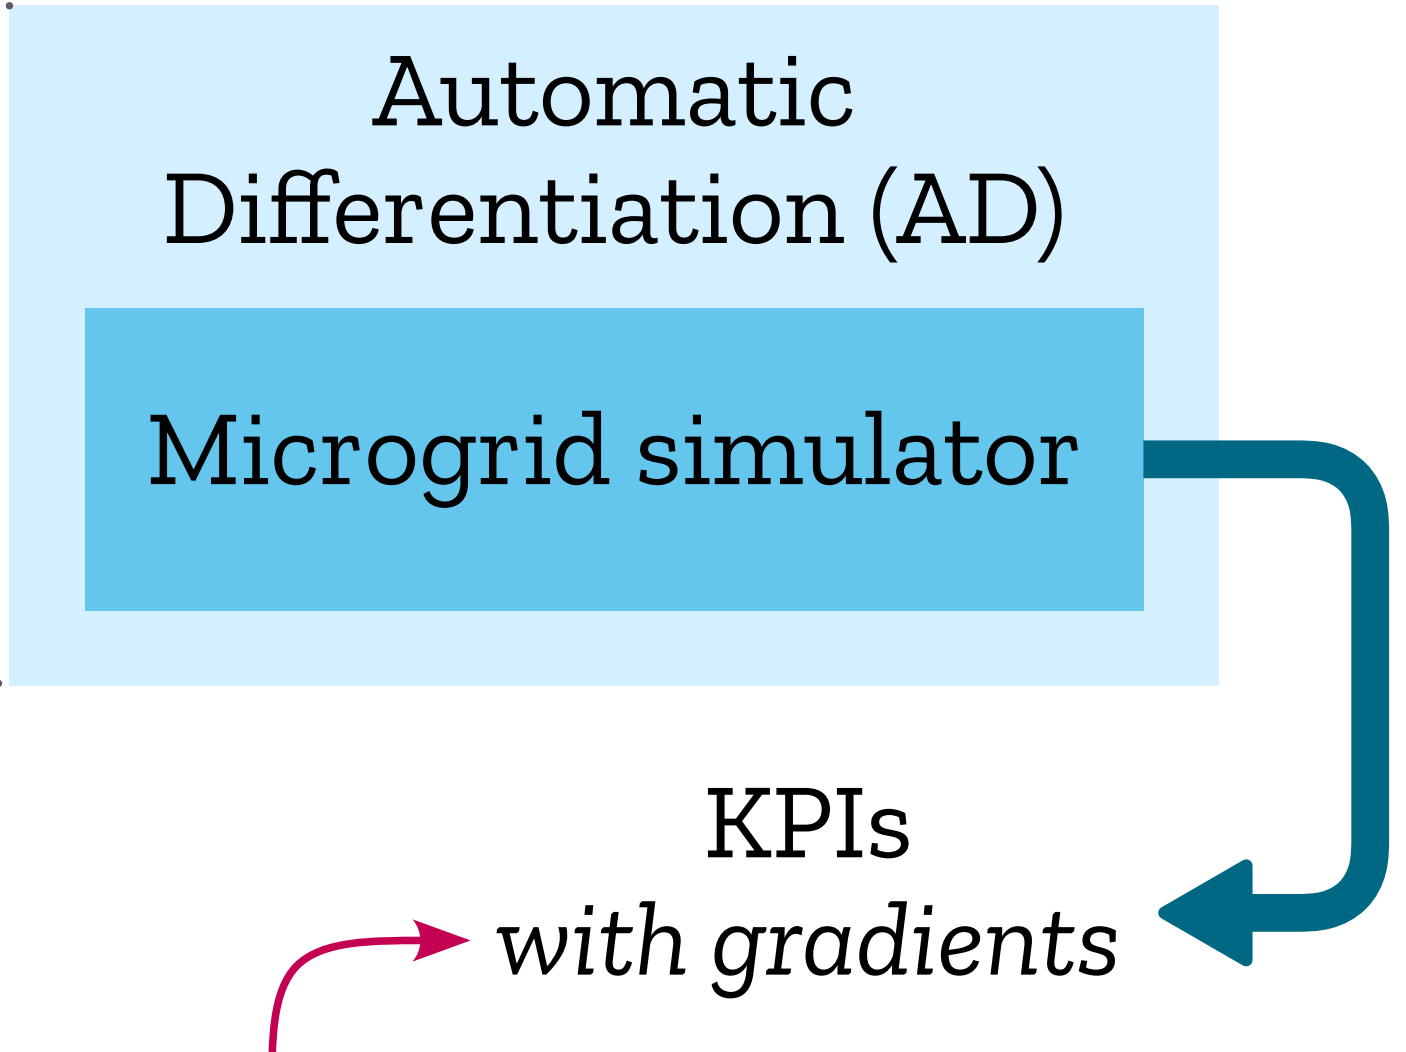 Automatic
Differentiation (AD)
Microgrid simulator
KPIs
with gradients